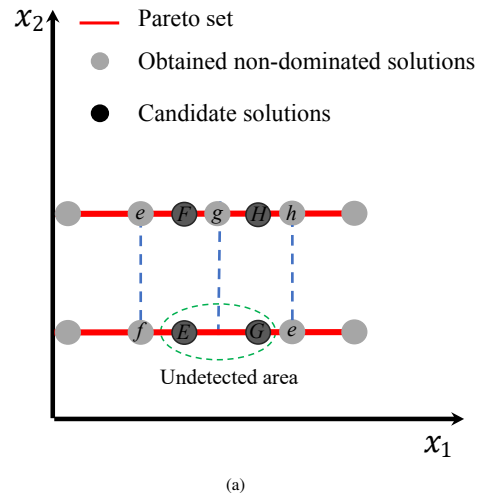 x₂
Pareto set
Obtained non-dominated solutions
Candidate solutions
e F g H h
f E G e
Undetected area
x₁
(a)